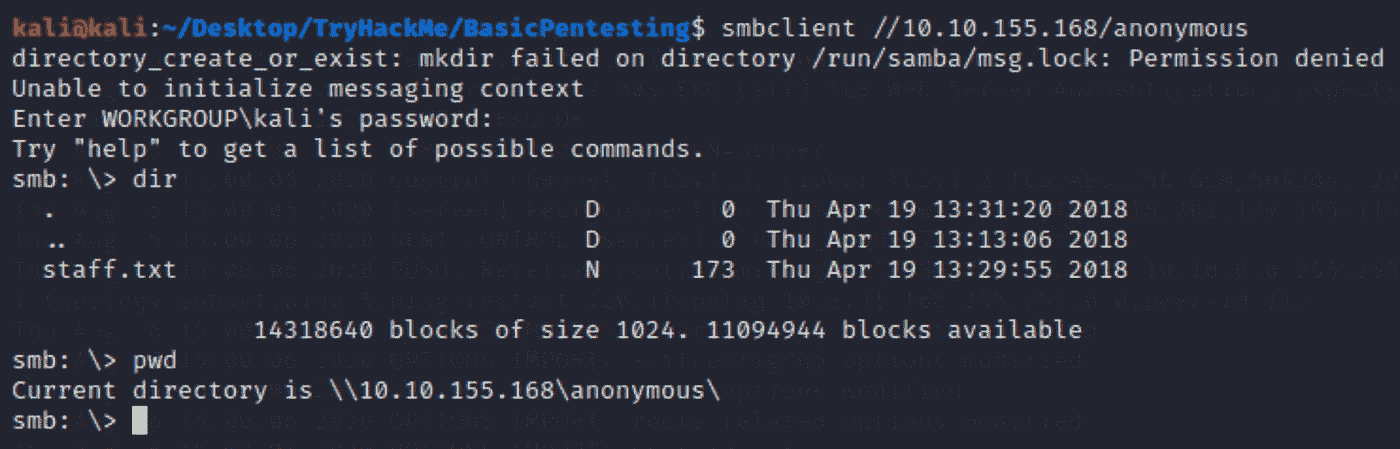 kali@kali:~/Desktop/TryHackMe/BasicPentesting$ smbclient //10.10.155.168/anonymous
directory_create_or_exist: mkdir failed on directory /run/samba/msg.lock: Permission denied
Unable to initialize messaging context
Enter WORKGROUP\kali's password:
Try "help" to get a list of possible commands.
smb: \> dir
  .                                   D        0  Thu Apr 19 13:31:20 2018
  ..                                  D        0  Thu Apr 19 13:13:06 2018
  staff.txt                           N      173  Thu Apr 19 13:29:55 2018
                14318640 blocks of size 1024. 11094944 blocks available
smb: \> pwd
Current directory is \\10.10.155.168\anonymous\
smb: \>